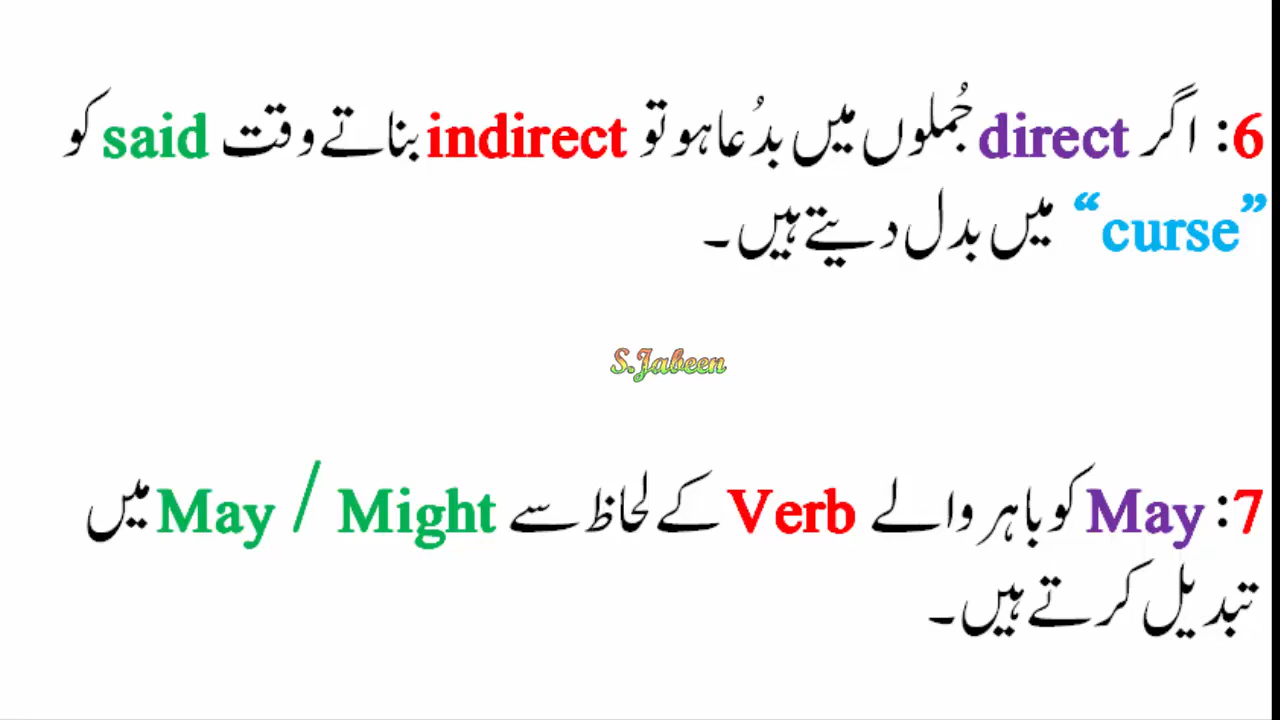 6: اگر direct جُملوں میں بدُعا ہو تو indirect بناتے وقت said کو
“curse” میں بدل دیتے ہیں۔
S.Jabeen
7: May کو باہر والے Verb کے لحاظ سے May / Might میں
تبدیل کرتے ہیں۔